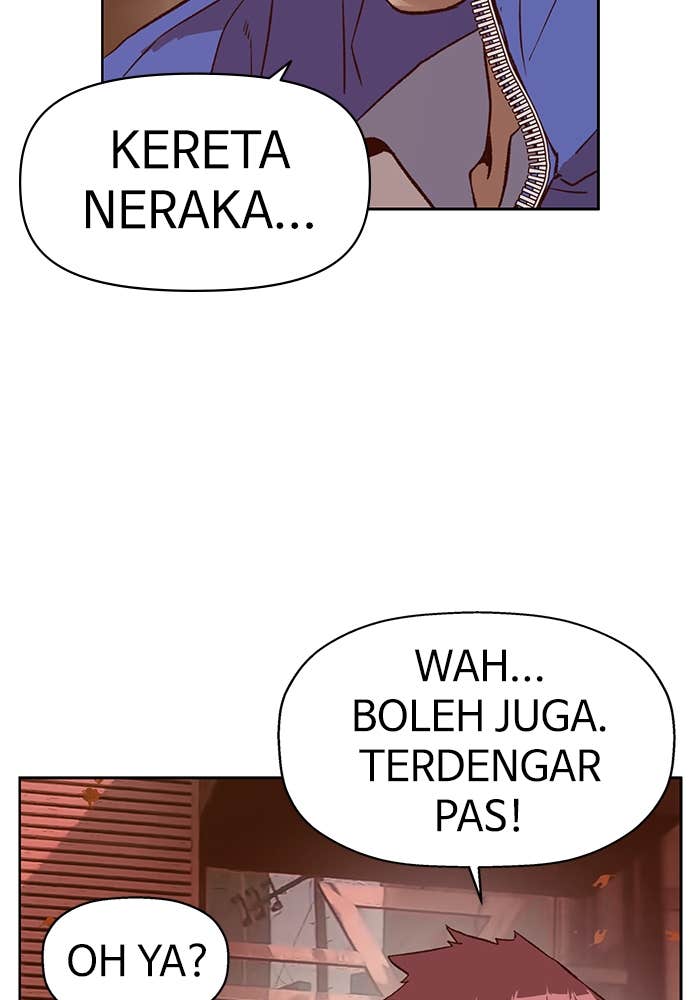 KERETA
NERAKA...
WAH...
BOLEH JUGA.
TERDENGAR
PAS!
OH YA?